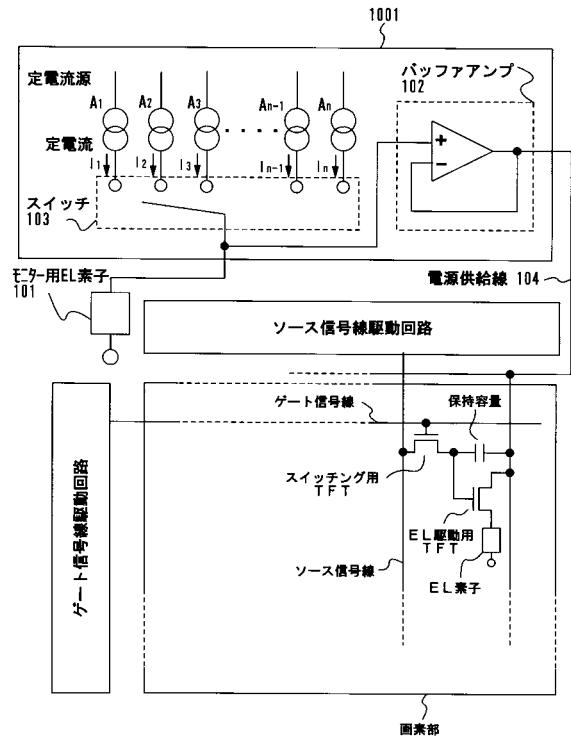 1001
定電流源
バッファアンプ
102
A1 A2 A3 An-1 An
定電流
I1 I2 I3 In-1 In
+
−
スイッチ
103
モニター用EL素子
101
電源供給線 104
ソース信号線駆動回路
ゲート信号線
保持容量
スイッチング用
TFT
ゲート信号線駆動回路
EL駆動用
TFT
ソース信号線
EL素子
画素部